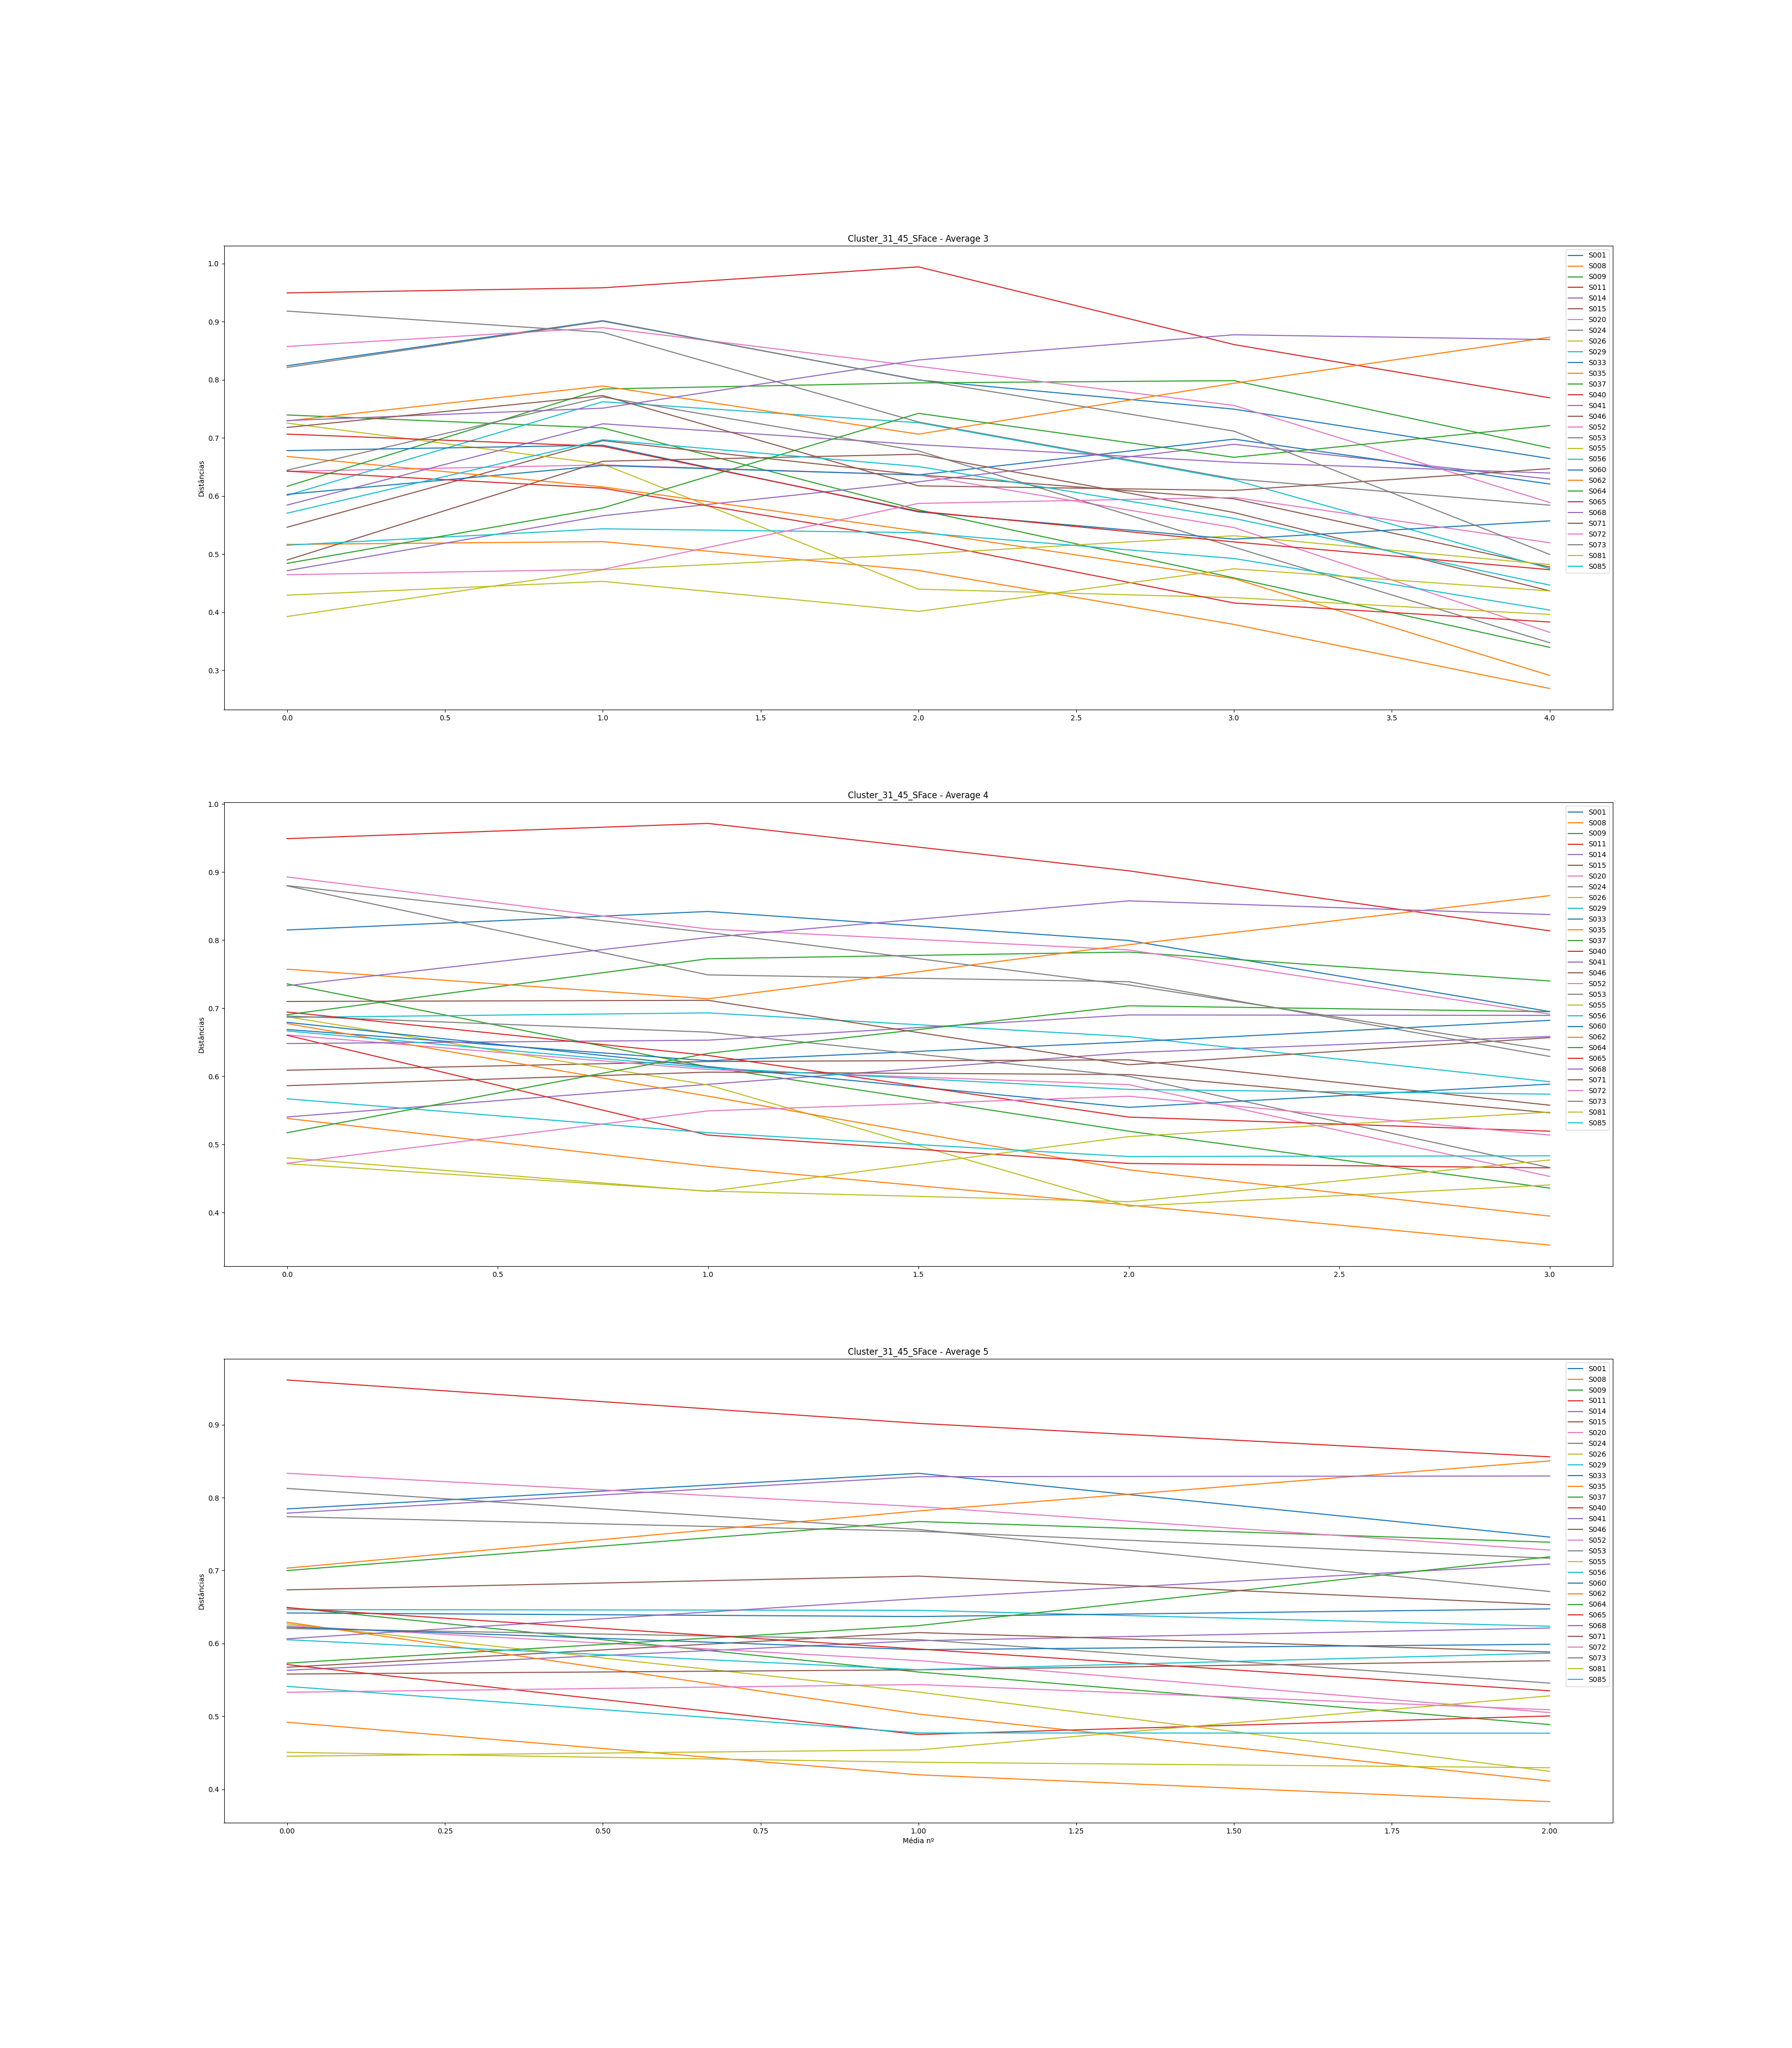 Cluster_31_45_SFace - Average 3
Distâncias
1.0
0.9
0.8
0.7
0.6
0.5
0.4
0.3
0.0
0.5
1.0
1.5
2.0
2.5
3.0
3.5
4.0
S001
S008
S009
S011
S014
S015
S020
S024
S026
S029
S033
S035
S037
S040
S041
S046
S052
S053
S055
S056
S060
S062
S064
S065
S068
S071
S072
S073
S081
S085
Cluster_31_45_SFace - Average 4
Distâncias
1.0
0.9
0.8
0.7
0.6
0.5
0.4
0.0
0.5
1.0
1.5
2.0
2.5
3.0
S001
S008
S009
S011
S014
S015
S020
S024
S026
S029
S033
S035
S037
S040
S041
S046
S052
S053
S055
S056
S060
S062
S064
S065
S068
S071
S072
S073
S081
S085
Cluster_31_45_SFace - Average 5
Distâncias
0.9
0.8
0.7
0.6
0.5
0.4
0.00
0.25
0.50
0.75
1.00
1.25
1.50
1.75
2.00
Média nº
S001
S008
S009
S011
S014
S015
S020
S024
S026
S029
S033
S035
S037
S040
S041
S046
S052
S053
S055
S056
S060
S062
S064
S065
S068
S071
S072
S073
S081
S085